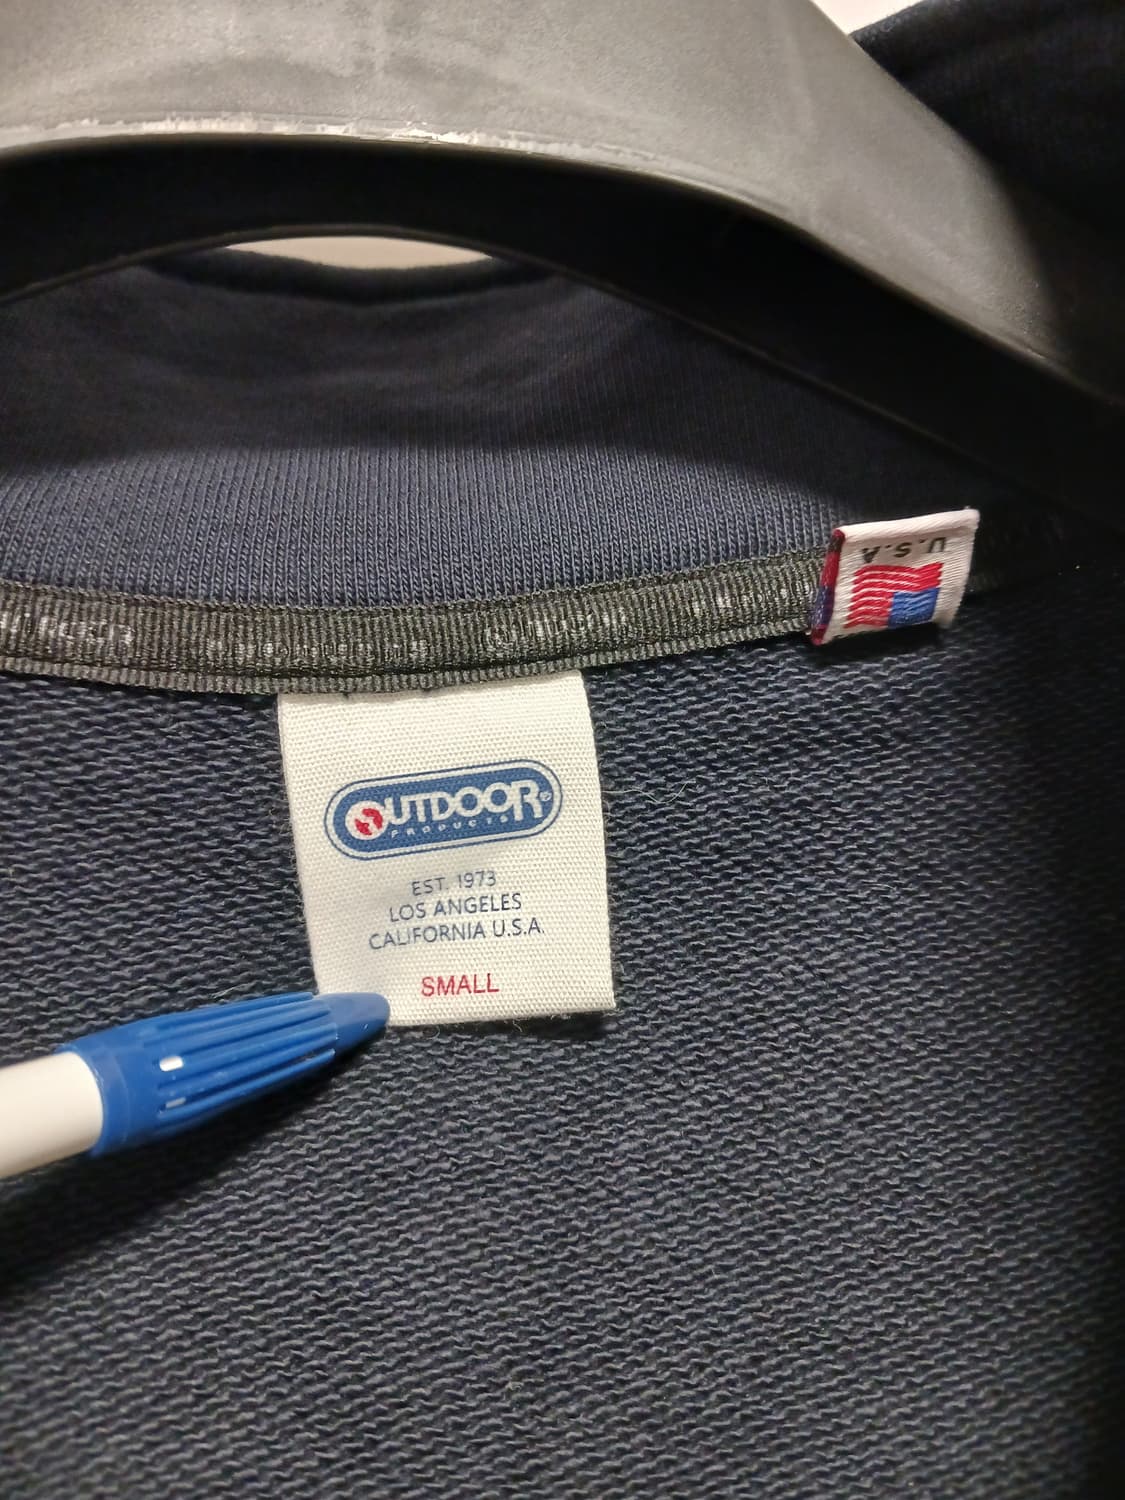 U.S.A
OUTDOOR
PRODUCTS
EST. 1973
LOS ANGELES
CALIFORNIA U.S.A.
SMALL